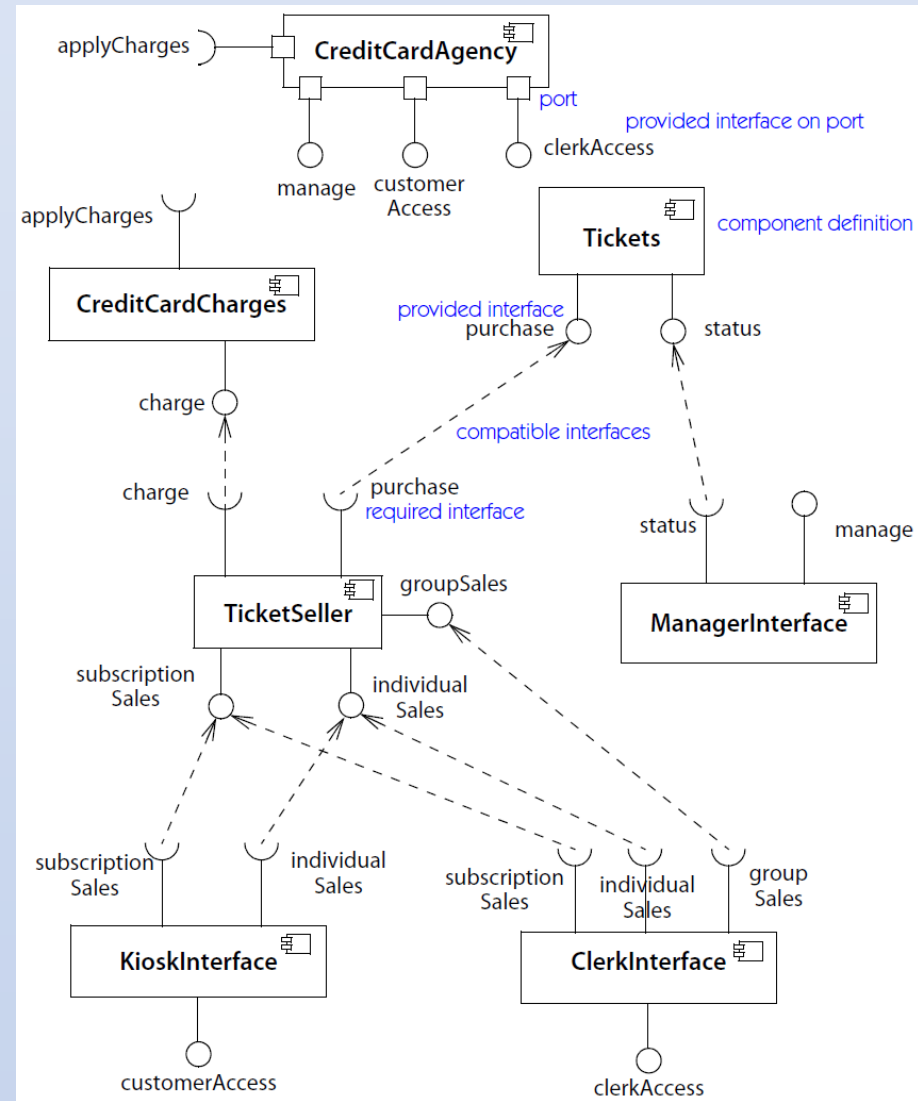 applyCharges
CreditCardAgency
port
provided interface on port
clerkAccess
manage
customer
Access
applyCharges
Tickets
component definition
CreditCardCharges
provided interface
purchase
status
charge
compatible interfaces
charge
purchase
required interface
status
manage
groupSales
TicketSeller
ManagerInterface
subscription
Sales
individual
Sales
subscription
Sales
individual
Sales
subscription
Sales
individual
Sales
group
Sales
KioskInterface
ClerkInterface
customerAccess
clerkAccess